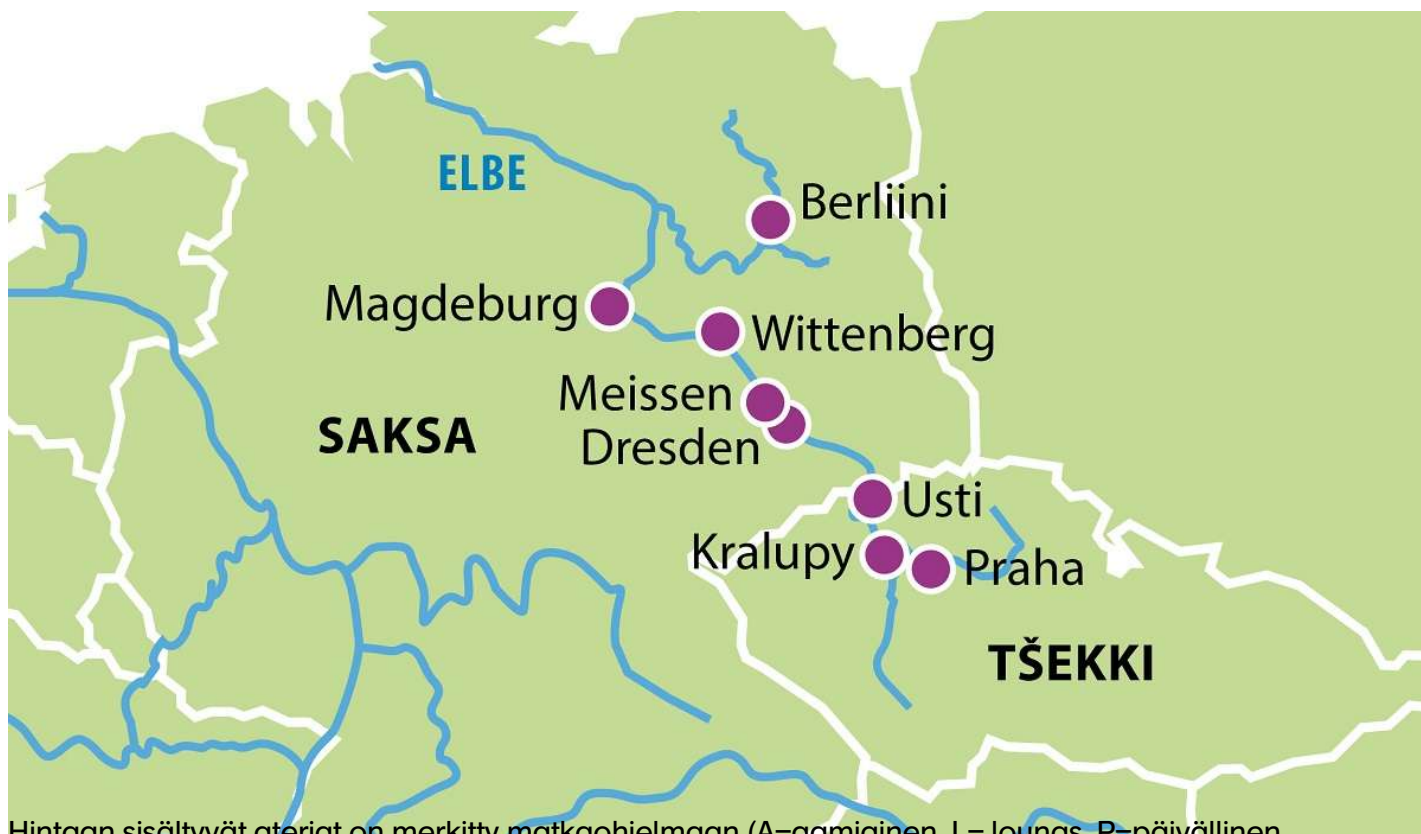 ELBE
Berliini
Magdeburg
Wittenberg
Meissen
Dresden
SAKSA
Usti
Kralupy
Praha
TŠEKKI
Hintaan sisältyvät ateriat on merkitty matkaohjelmaan (A=aamiainen, L= lounas, P=päivällinen